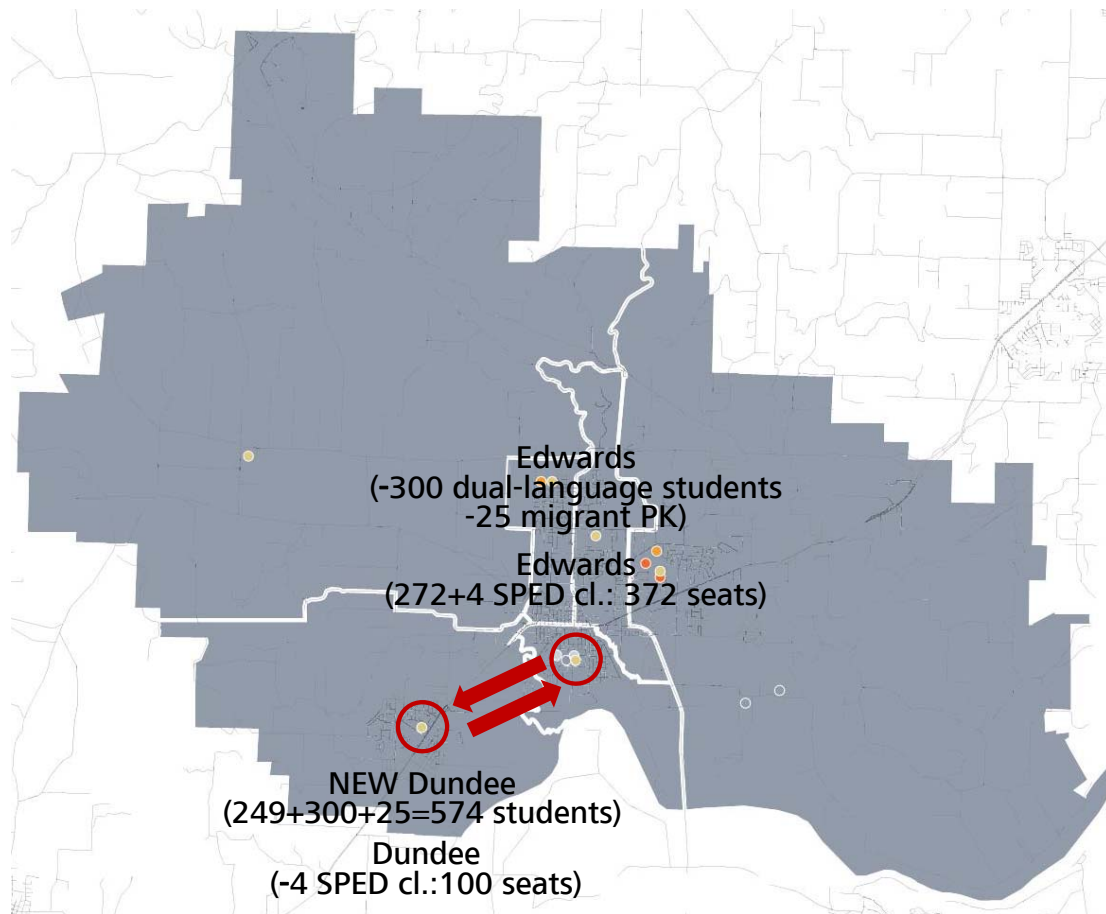 Edwards
(-300 dual-language students
-25 migrant PK)
Edwards
(272+4 SPED cl.: 372 seats)
NEW Dundee
(249+300+25=574 students)
Dundee
(-4 SPED cl.:100 seats)